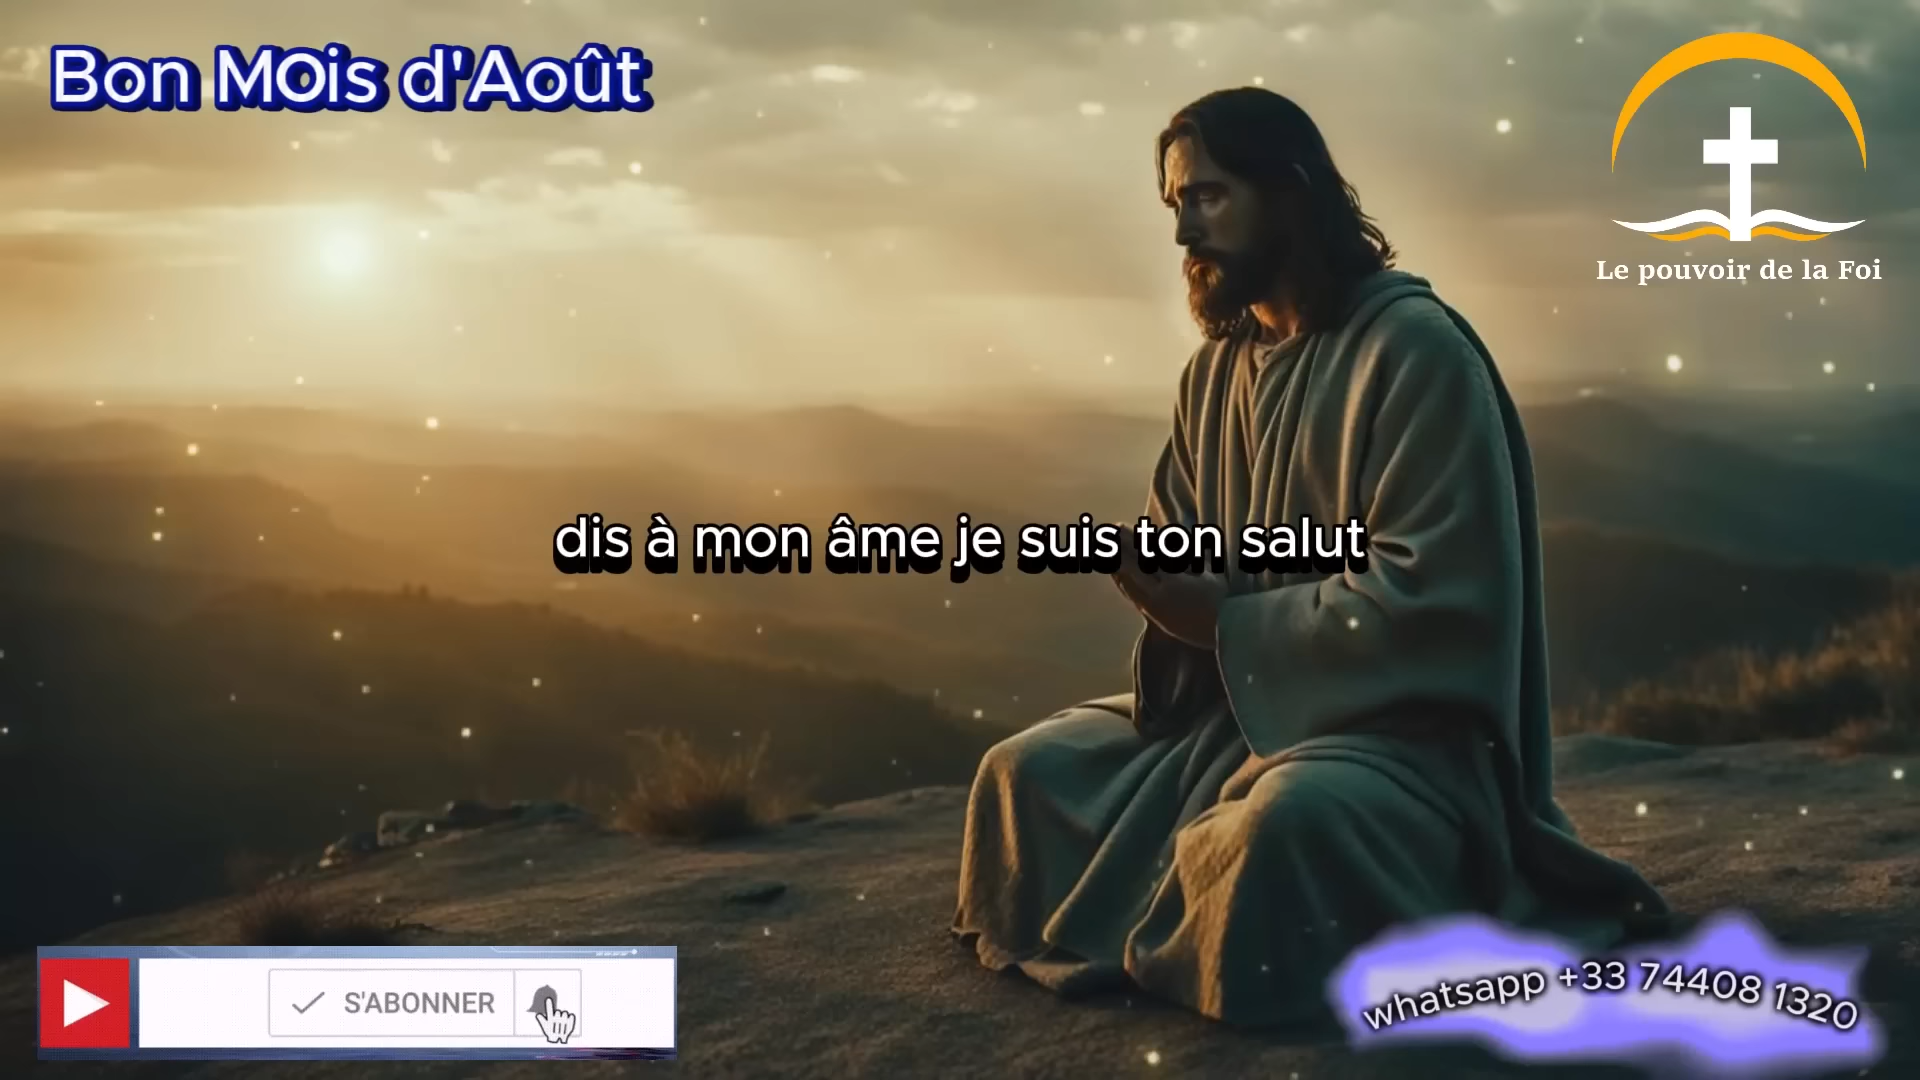 Bon MOis d'Août
Le pouvoir de la Foi
dis à mon âme je suis ton salut
S'ABONNER
whatsapp +33 74408 1320